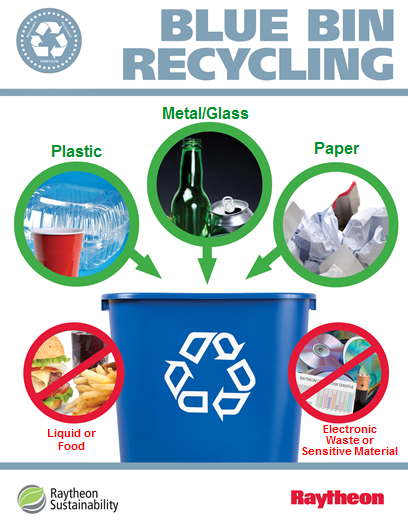 BLUE BIN
RECYCLING
Metal/Glass
Plastic
Paper
Liquid or
Food
Electronic
Waste or
Sensitive Material
Raytheon
Sustainability
Raytheon